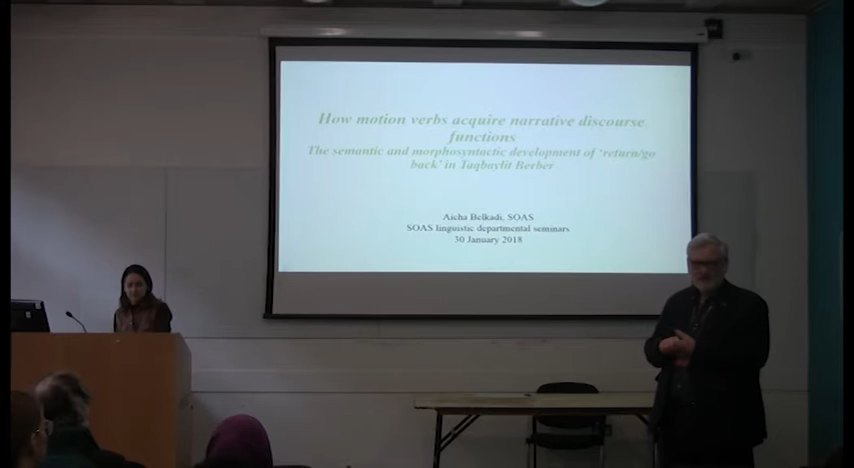 How motion verbs acquire narrative discourse
functions
The semantic and morphosyntactic development of 'return/go
back' in Taqbaylit Berber
Aicha Belkadi, SOAS
SOAS linguistic departmental seminars
30 January 2018